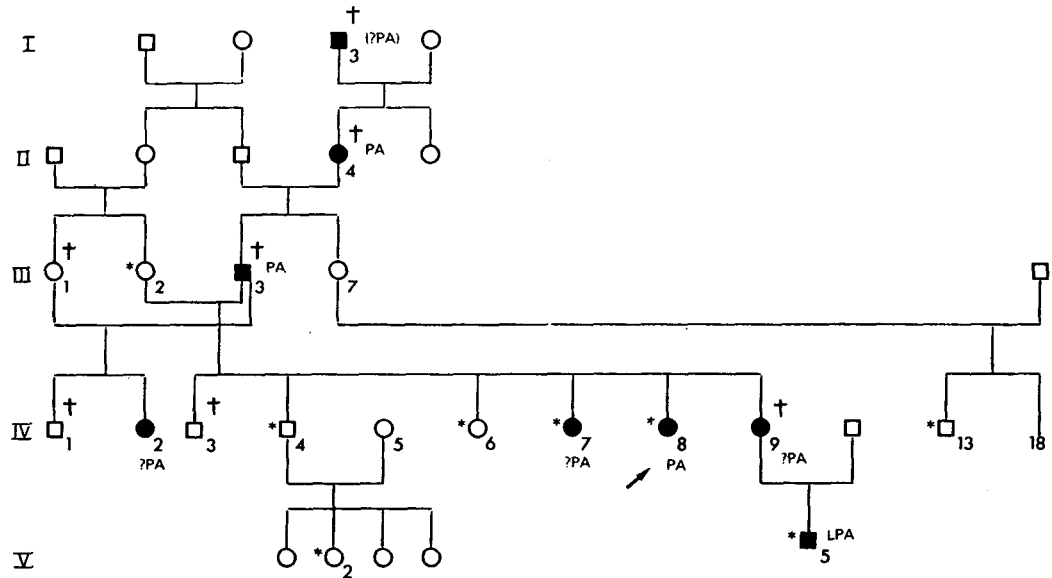 I † (?PA)
3
II † PA
4
III † * † PA
1 2 3 7
† † * * * * † *
IV 1 2 3 4 5 6 7 8 9 13 18
?PA ?PA PA ?PA
* * LPA
V 2 5